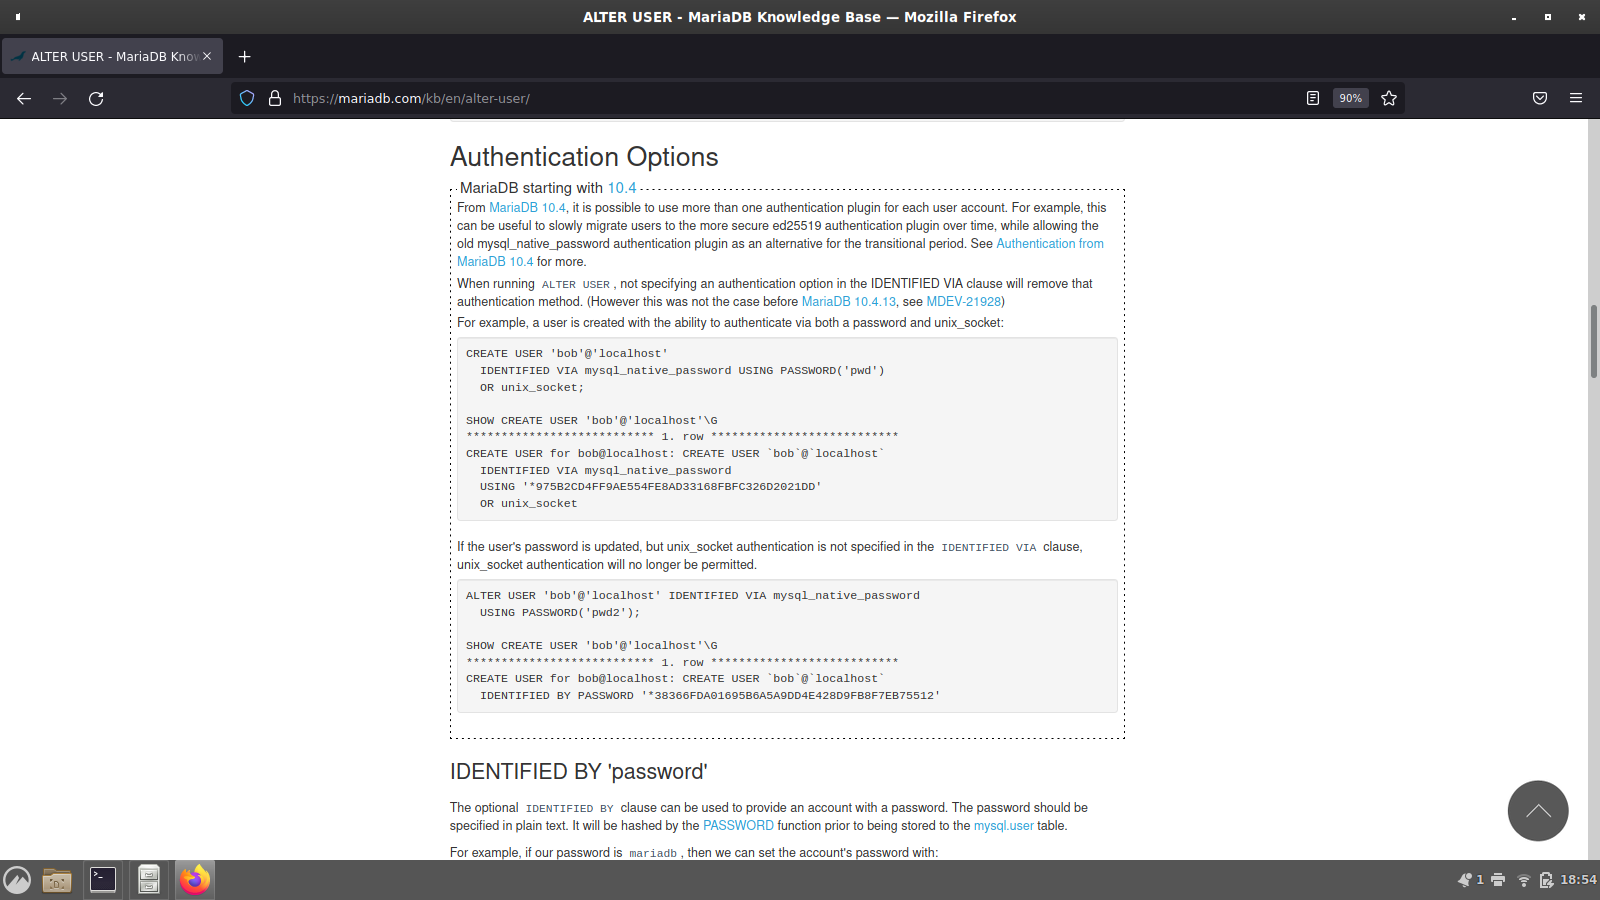 ALTER USER - MariaDB Knowledge Base — Mozilla Firefox
ALTER USER - MariaDB Know
https://mariadb.com/kb/en/alter-user/
90%
Authentication Options
MariaDB starting with 10.4
From MariaDB 10.4, it is possible to use more than one authentication plugin for each user account. For example, this
can be useful to slowly migrate users to the more secure ed25519 authentication plugin over time, while allowing the
old mysql_native_password authentication plugin as an alternative for the transitional period. See Authentication from
MariaDB 10.4 for more.
When running ALTER USER, not specifying an authentication option in the IDENTIFIED VIA clause will remove that
authentication method. (However this was not the case before MariaDB 10.4.13, see MDEV-21928)
For example, a user is created with the ability to authenticate via both a password and unix_socket:
CREATE USER 'bob'@'localhost'
  IDENTIFIED VIA mysql_native_password USING PASSWORD('pwd')
  OR unix_socket;
SHOW CREATE USER 'bob'@'localhost'\G
*************************** 1. row ***************************
CREATE USER for bob@localhost: CREATE USER `bob`@`localhost`
  IDENTIFIED VIA mysql_native_password
  USING '*975B2CD4FF9AE554FE8AD33168FBFC326D2021DD'
  OR unix_socket
If the user's password is updated, but unix_socket authentication is not specified in the IDENTIFIED VIA clause,
unix_socket authentication will no longer be permitted.
ALTER USER 'bob'@'localhost' IDENTIFIED VIA mysql_native_password
  USING PASSWORD('pwd2');
SHOW CREATE USER 'bob'@'localhost'\G
*************************** 1. row ***************************
CREATE USER for bob@localhost: CREATE USER `bob`@`localhost`
  IDENTIFIED BY PASSWORD '*38366FDA01695B6A5A9DD4E428D9FB8F7EB75512'
IDENTIFIED BY 'password'
The optional IDENTIFIED BY clause can be used to provide an account with a password. The password should be
specified in plain text. It will be hashed by the PASSWORD function prior to being stored to the mysql.user table.
For example, if our password is mariadb, then we can set the account's password with:
1
18:54